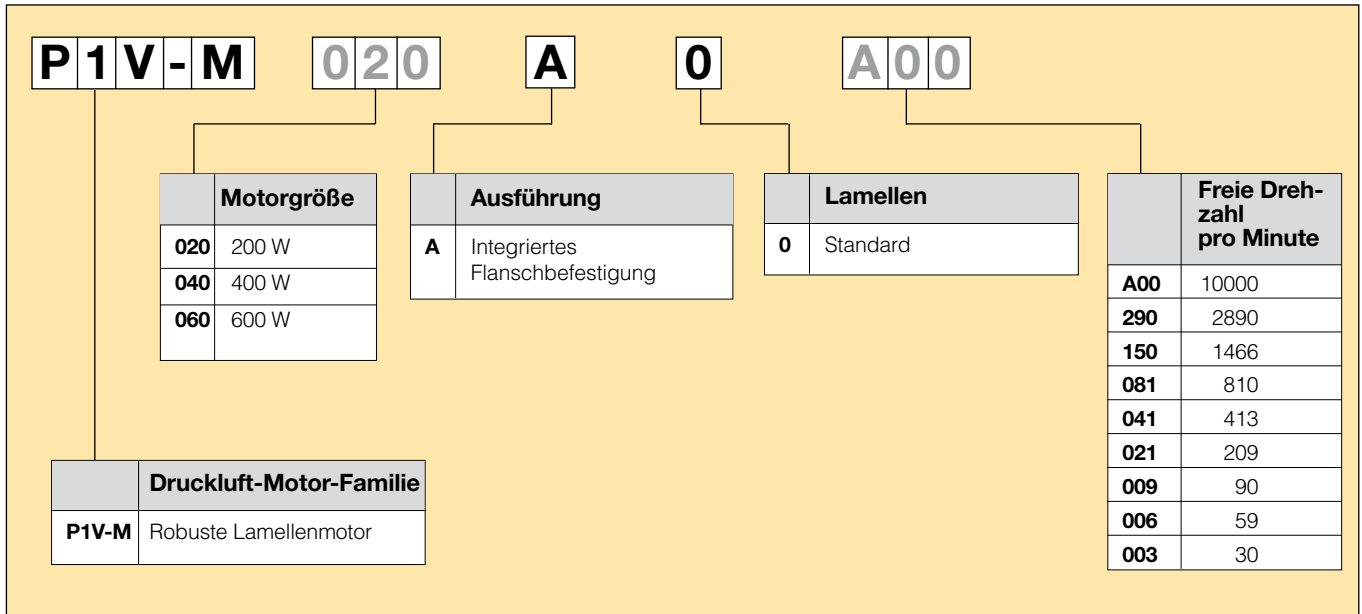 P1V-M 020 A 0 A00
Motorgröße
020 200 W
040 400 W
060 600 W
Ausführung
A Integriertes
Flanschbefestigung
Lamellen
0 Standard
Freie Dreh-
zahl
pro Minute
A00 10000
290 2890
150 1466
081 810
041 413
021 209
009 90
006 59
003 30
Druckluft-Motor-Familie
P1V-M Robuste Lamellenmotor